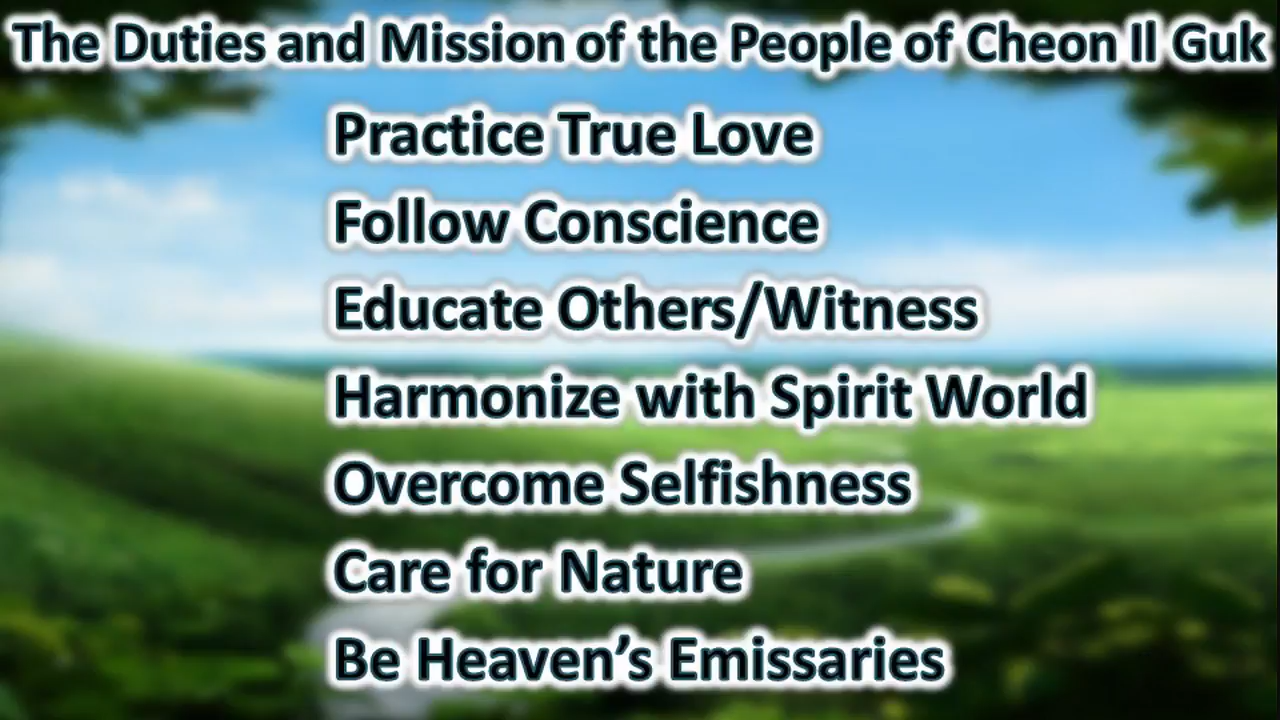 The Duties and Mission of the People of Cheon Il Guk
Practice True Love
Follow Conscience
Educate Others/Witness
Harmonize with Spirit World
Overcome Selfishness
Care for Nature
Be Heaven’s Emissaries